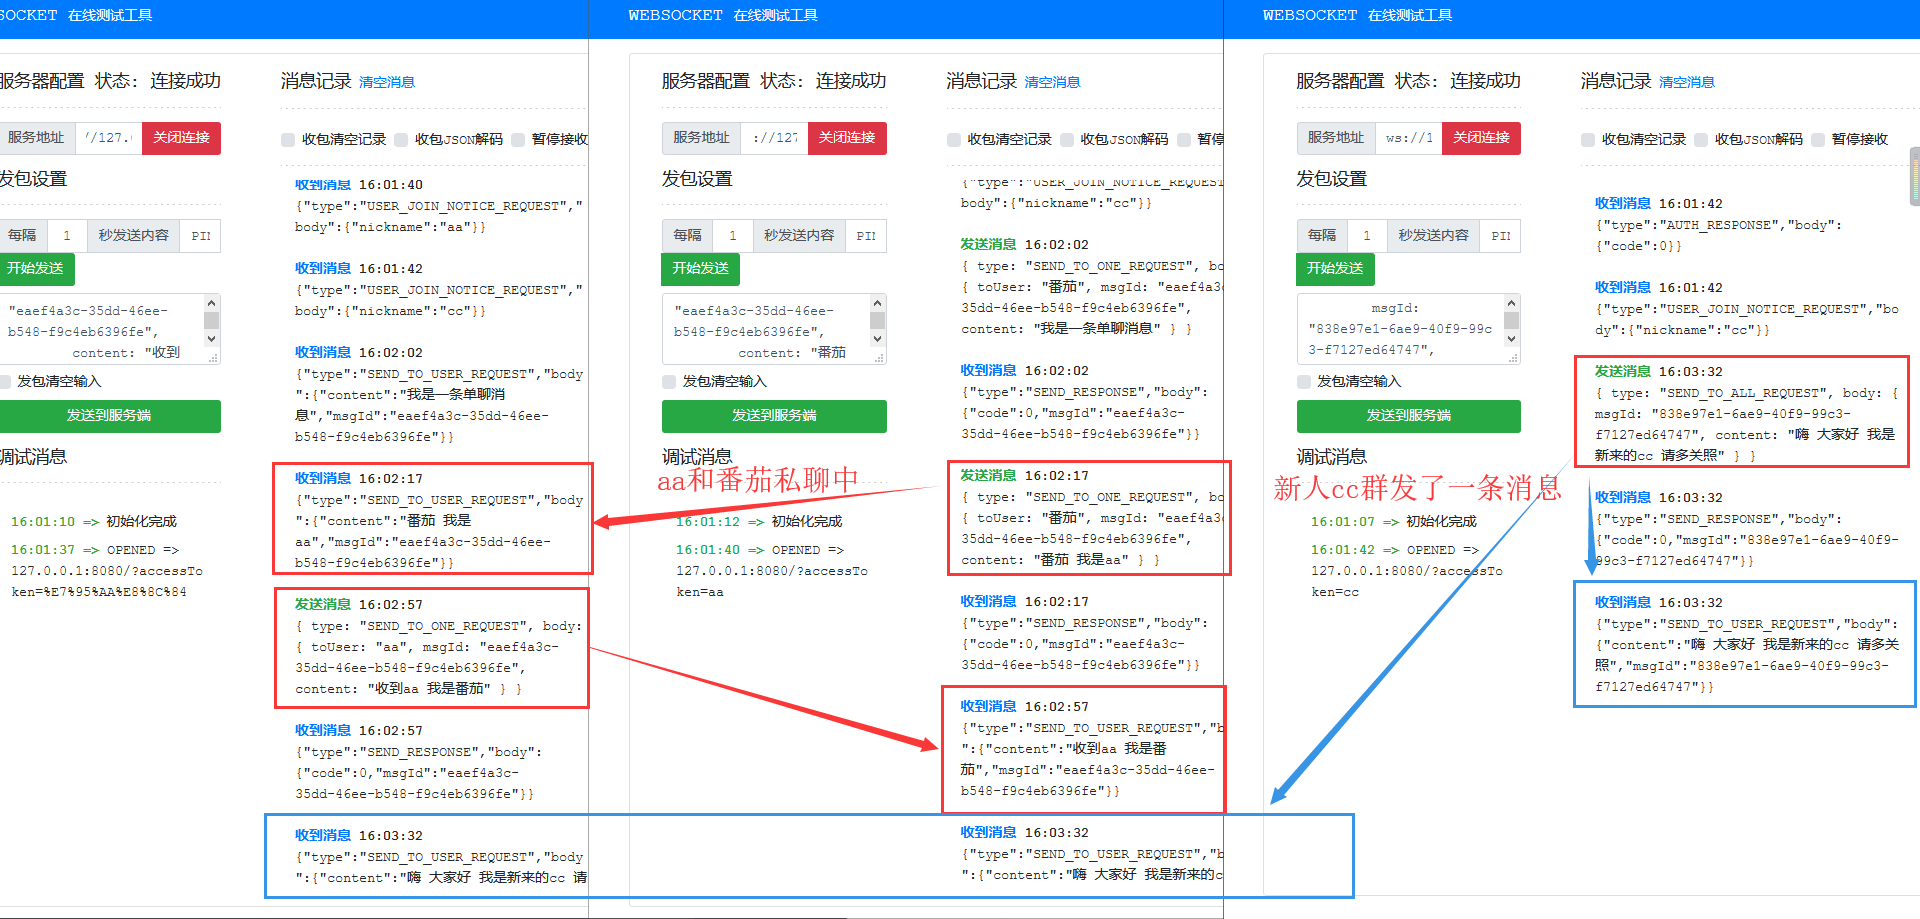 SOCKET 在线测试工具
服务器配置 状态: 连接成功
服务地址 //127.0 关闭连接
发包设置
每隔 1 秒发送内容 PIN
开始发送
"eaef4a3c-35dd-46ee-
b548-f9c4eb6396fe",
content: "收到
发包清空输入
发送到服务端
调试消息
16:01:10 => 初始化完成
16:01:37 => OPENED =>
127.0.0.1:8080/?accessTo
ken=%E7%95%AA%E8%8C%84
消息记录 清空消息
收包清空记录 收包JSON解码 暂停接收
收到消息 16:01:40
{"type":"USER_JOIN_NOTICE_REQUEST","
body":{"nickname":"aa"}}
收到消息 16:01:42
{"type":"USER_JOIN_NOTICE_REQUEST","
body":{"nickname":"cc"}}
收到消息 16:02:02
{"type":"SEND_TO_USER_REQUEST","body
":{"content":"我是一条单聊消
息","msgId":"eaef4a3c-35dd-46ee-
b548-f9c4eb6396fe"}}
收到消息 16:02:17
{"type":"SEND_TO_USER_REQUEST","body
":{"content":"番茄 我是
aa","msgId":"eaef4a3c-35dd-46ee-
b548-f9c4eb6396fe"}}
发送消息 16:02:57
{ type: "SEND_TO_ONE_REQUEST", body:
{ toUser: "aa", msgId: "eaef4a3c-
35dd-46ee-b548-f9c4eb6396fe",
content: "收到aa 我是番茄" } }
收到消息 16:02:57
{"type":"SEND_RESPONSE","body":
{"code":0,"msgId":"eaef4a3c-
35dd-46ee-b548-f9c4eb6396fe"}}
收到消息 16:03:32
{"type":"SEND_TO_USER_REQUEST","body
":{"content":"嗨 大家好 我是新来的cc 请
WEBSOCKET 在线测试工具
服务器配置 状态: 连接成功
服务地址 ://127 关闭连接
发包设置
每隔 1 秒发送内容 PIN
开始发送
"eaef4a3c-35dd-46ee-
b548-f9c4eb6396fe",
content: "番茄
发包清空输入
发送到服务端
调试消息
aa和番茄私聊中
16:01:12 => 初始化完成
16:01:40 => OPENED =>
127.0.0.1:8080/?accessTo
ken=aa
消息记录 清空消息
收包清空记录 收包JSON解码 暂停
{"type":"USER_JOIN_NOTICE_REQUEST
body":{"nickname":"cc"}}
发送消息 16:02:02
{ type: "SEND_TO_ONE_REQUEST", bo
{ toUser: "番茄", msgId: "eaef4a3c
35dd-46ee-b548-f9c4eb6396fe",
content: "我是一条单聊消息" } }
收到消息 16:02:02
{"type":"SEND_RESPONSE","body":
{"code":0,"msgId":"eaef4a3c-
35dd-46ee-b548-f9c4eb6396fe"}}
发送消息 16:02:17
{ type: "SEND_TO_ONE_REQUEST", bo
{ toUser: "番茄", msgId: "eaef4a3c
35dd-46ee-b548-f9c4eb6396fe",
content: "番茄 我是aa" } }
收到消息 16:02:17
{"type":"SEND_RESPONSE","body":
{"code":0,"msgId":"eaef4a3c-
35dd-46ee-b548-f9c4eb6396fe"}}
收到消息 16:02:57
{"type":"SEND_TO_USER_REQUEST","b
":{"content":"收到aa 我是番
茄","msgId":"eaef4a3c-35dd-46ee-
b548-f9c4eb6396fe"}}
收到消息 16:03:32
{"type":"SEND_TO_USER_REQUEST","b
":{"content":"嗨 大家好 我是新来的c
WEBSOCKET 在线测试工具
服务器配置 状态: 连接成功
服务地址 ws://1 关闭连接
发包设置
每隔 1 秒发送内容 PIN
开始发送
msgId:
"838e97e1-6ae9-40f9-99c
3-f7127ed64747",
发包清空输入
发送到服务端
调试消息
新人cc群发了一条消息
16:01:07 => 初始化完成
16:01:42 => OPENED =>
127.0.0.1:8080/?accessTo
ken=cc
消息记录 清空消息
收包清空记录 收包JSON解码 暂停接收
收到消息 16:01:42
{"type":"AUTH_RESPONSE","body":
{"code":0}}
收到消息 16:01:42
{"type":"USER_JOIN_NOTICE_REQUEST","bo
dy":{"nickname":"cc"}}
发送消息 16:03:32
{ type: "SEND_TO_ALL_REQUEST", body: {
msgId: "838e97e1-6ae9-40f9-99c3-
f7127ed64747", content: "嗨 大家好 我是
新来的cc 请多关照" } }
收到消息 16:03:32
{"type":"SEND_RESPONSE","body":
{"code":0,"msgId":"838e97e1-6ae9-40f9-
99c3-f7127ed64747"}}
收到消息 16:03:32
{"type":"SEND_TO_USER_REQUEST","body":
{"content":"嗨 大家好 我是新来的cc 请多关
照","msgId":"838e97e1-6ae9-40f9-99c3-
f7127ed64747"}}